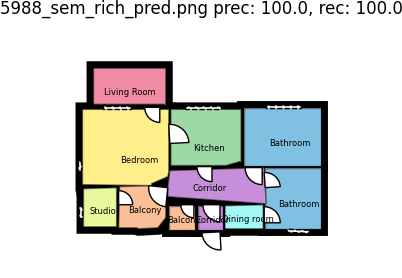 5988_sem_rich_pred.png prec: 100.0, rec: 100.0
Living Room
Kitchen
Bathroom
Bedroom
Corridor
Studio
Balcony
Bathroom
Balcony
Corridor
Dining room